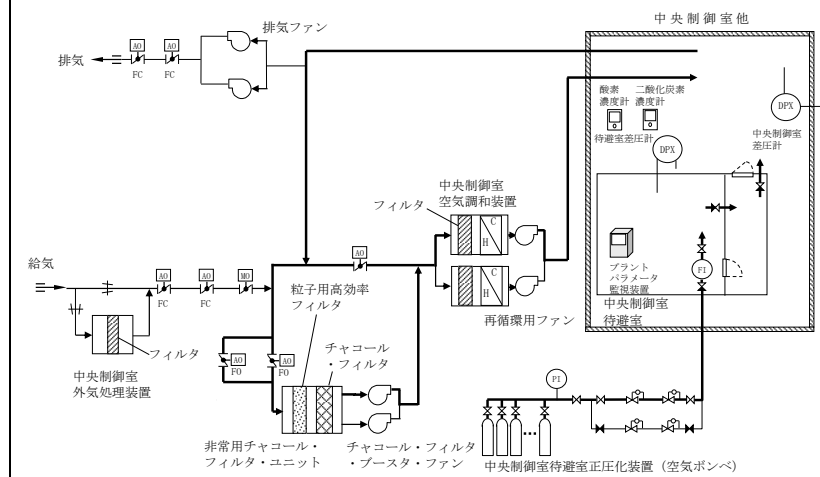 中央制御室他
排気ファン
排気
AO
AO
FC
FC
酸素
濃度計
二酸化炭素
濃度計
DPX
中央制御室
差圧計
待避室差圧計
DPX
中央制御室
空気調和装置
フィルタ
C
H
C
H
プラント
パラメータ
監視装置
FI
中央制御室
待避室
給気
AO
AO
MO
FC
FC
AO
粒子用高効率
フィルタ
再循環用ファン
フィルタ
中央制御室
外気処理装置
AO
FO
AO
FO
チャコール
・フィルタ
PI
非常用チャコール・
フィルタ・ユニット
チャコール・フィルタ
・ブースタ・ファン
中央制御室待避室正圧化装置（空気ボンベ）